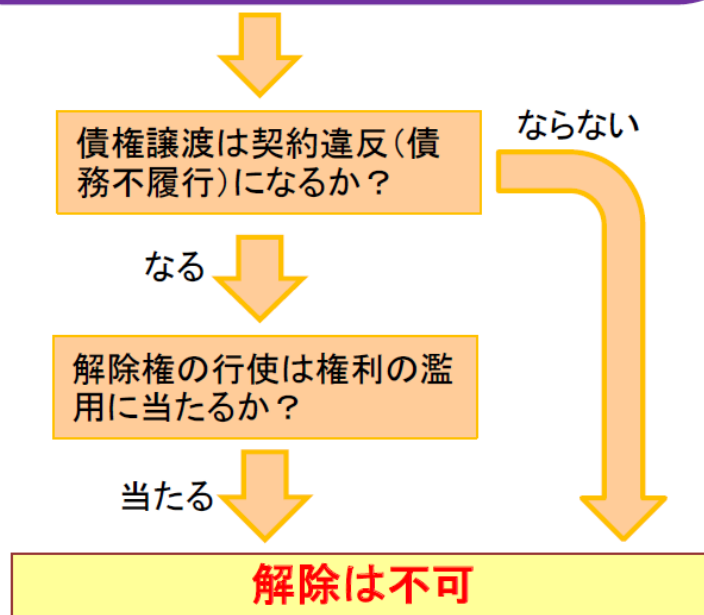 債権譲渡は契約違反(債
務不履行)になるか？
ならない
なる
解除権の行使は権利の濫
用に当たるか？
当たる
解除は不可